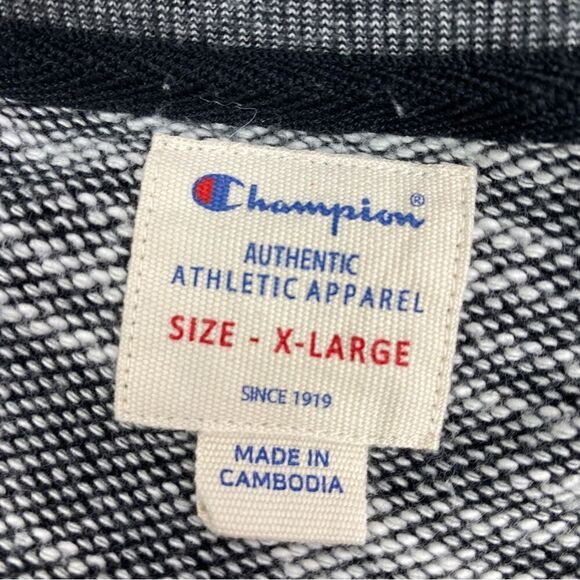 Champion®
AUTHENTIC
ATHLETIC APPAREL
SIZE - X-LARGE
SINCE 1919
MADE IN
CAMBODIA